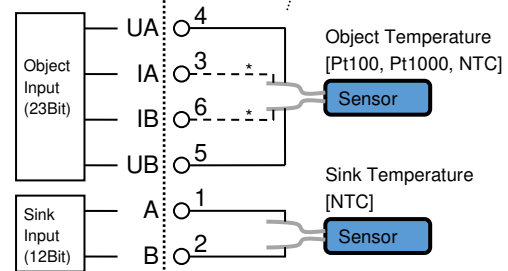 UA 4
Object Temperature
[Pt100, Pt1000, NTC]
Object
Input
(23Bit)
IA 3 *
Sensor
IB 6 *
UB 5
Sink Temperature
[NTC]
A 1
Sink
Input
(12Bit)
Sensor
B 2